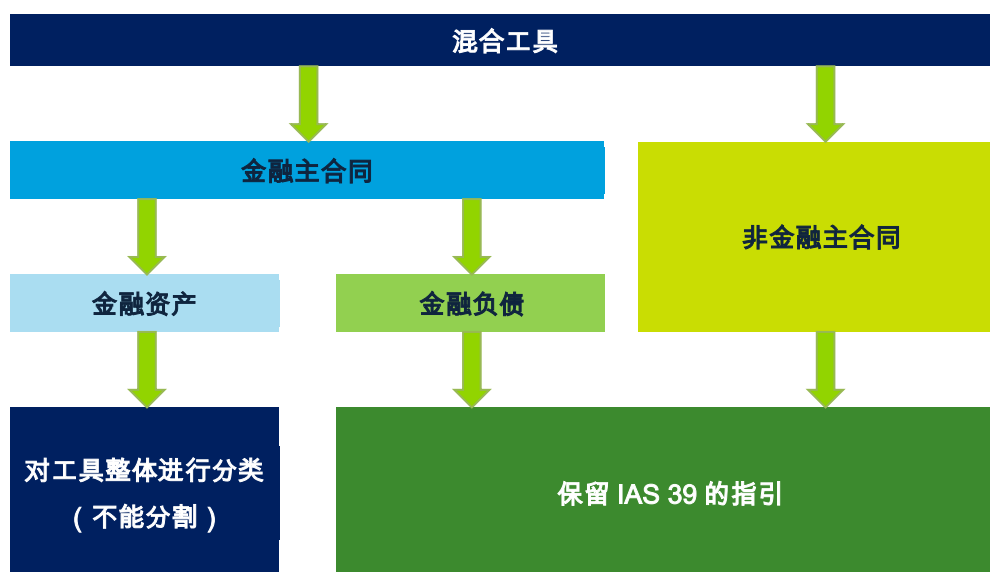 混合工具
金融主合同
非金融主合同
金融资产
金融负债
对工具整体进行分类
（不能分割）
保留 IAS 39 的指引